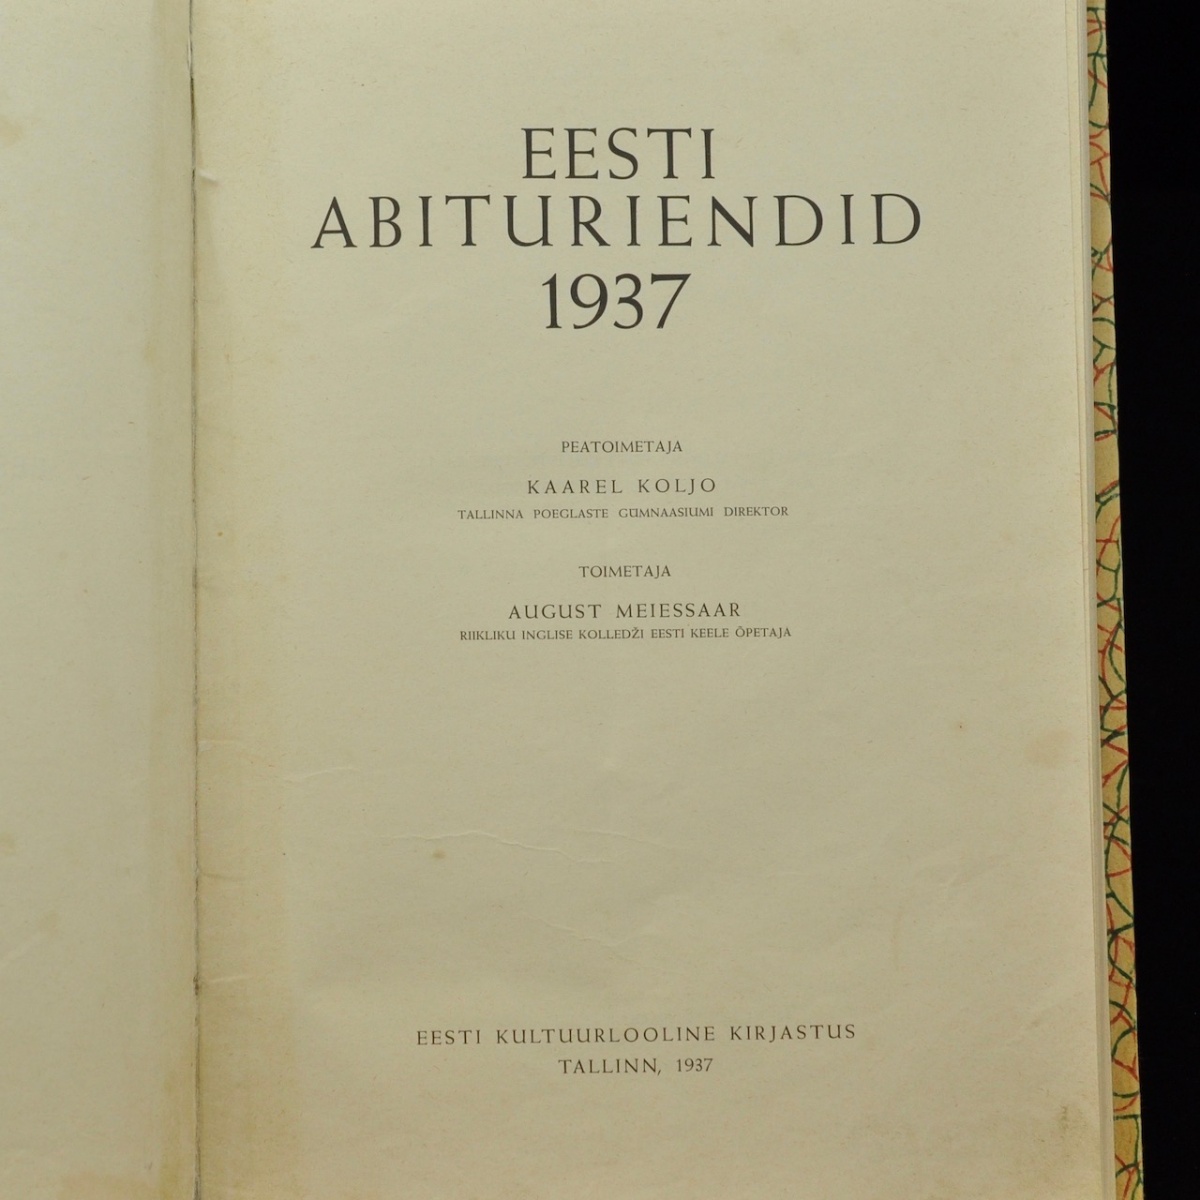 EESTI
ABITURIENDID
1937
PEATOIMETAJA
KAAREL KOLJO
TALLINNA POEGLASTE GÜMNAASIUMI DIREKTOR
TOIMETAJA
AUGUST MEIESSAAR
RIIKLIKU INGLISE KOLLEDŽI EESTI KEELE ÕPETAJA
EESTI KULTUURLOOLINE KIRJASTUS
TALLINN, 1937